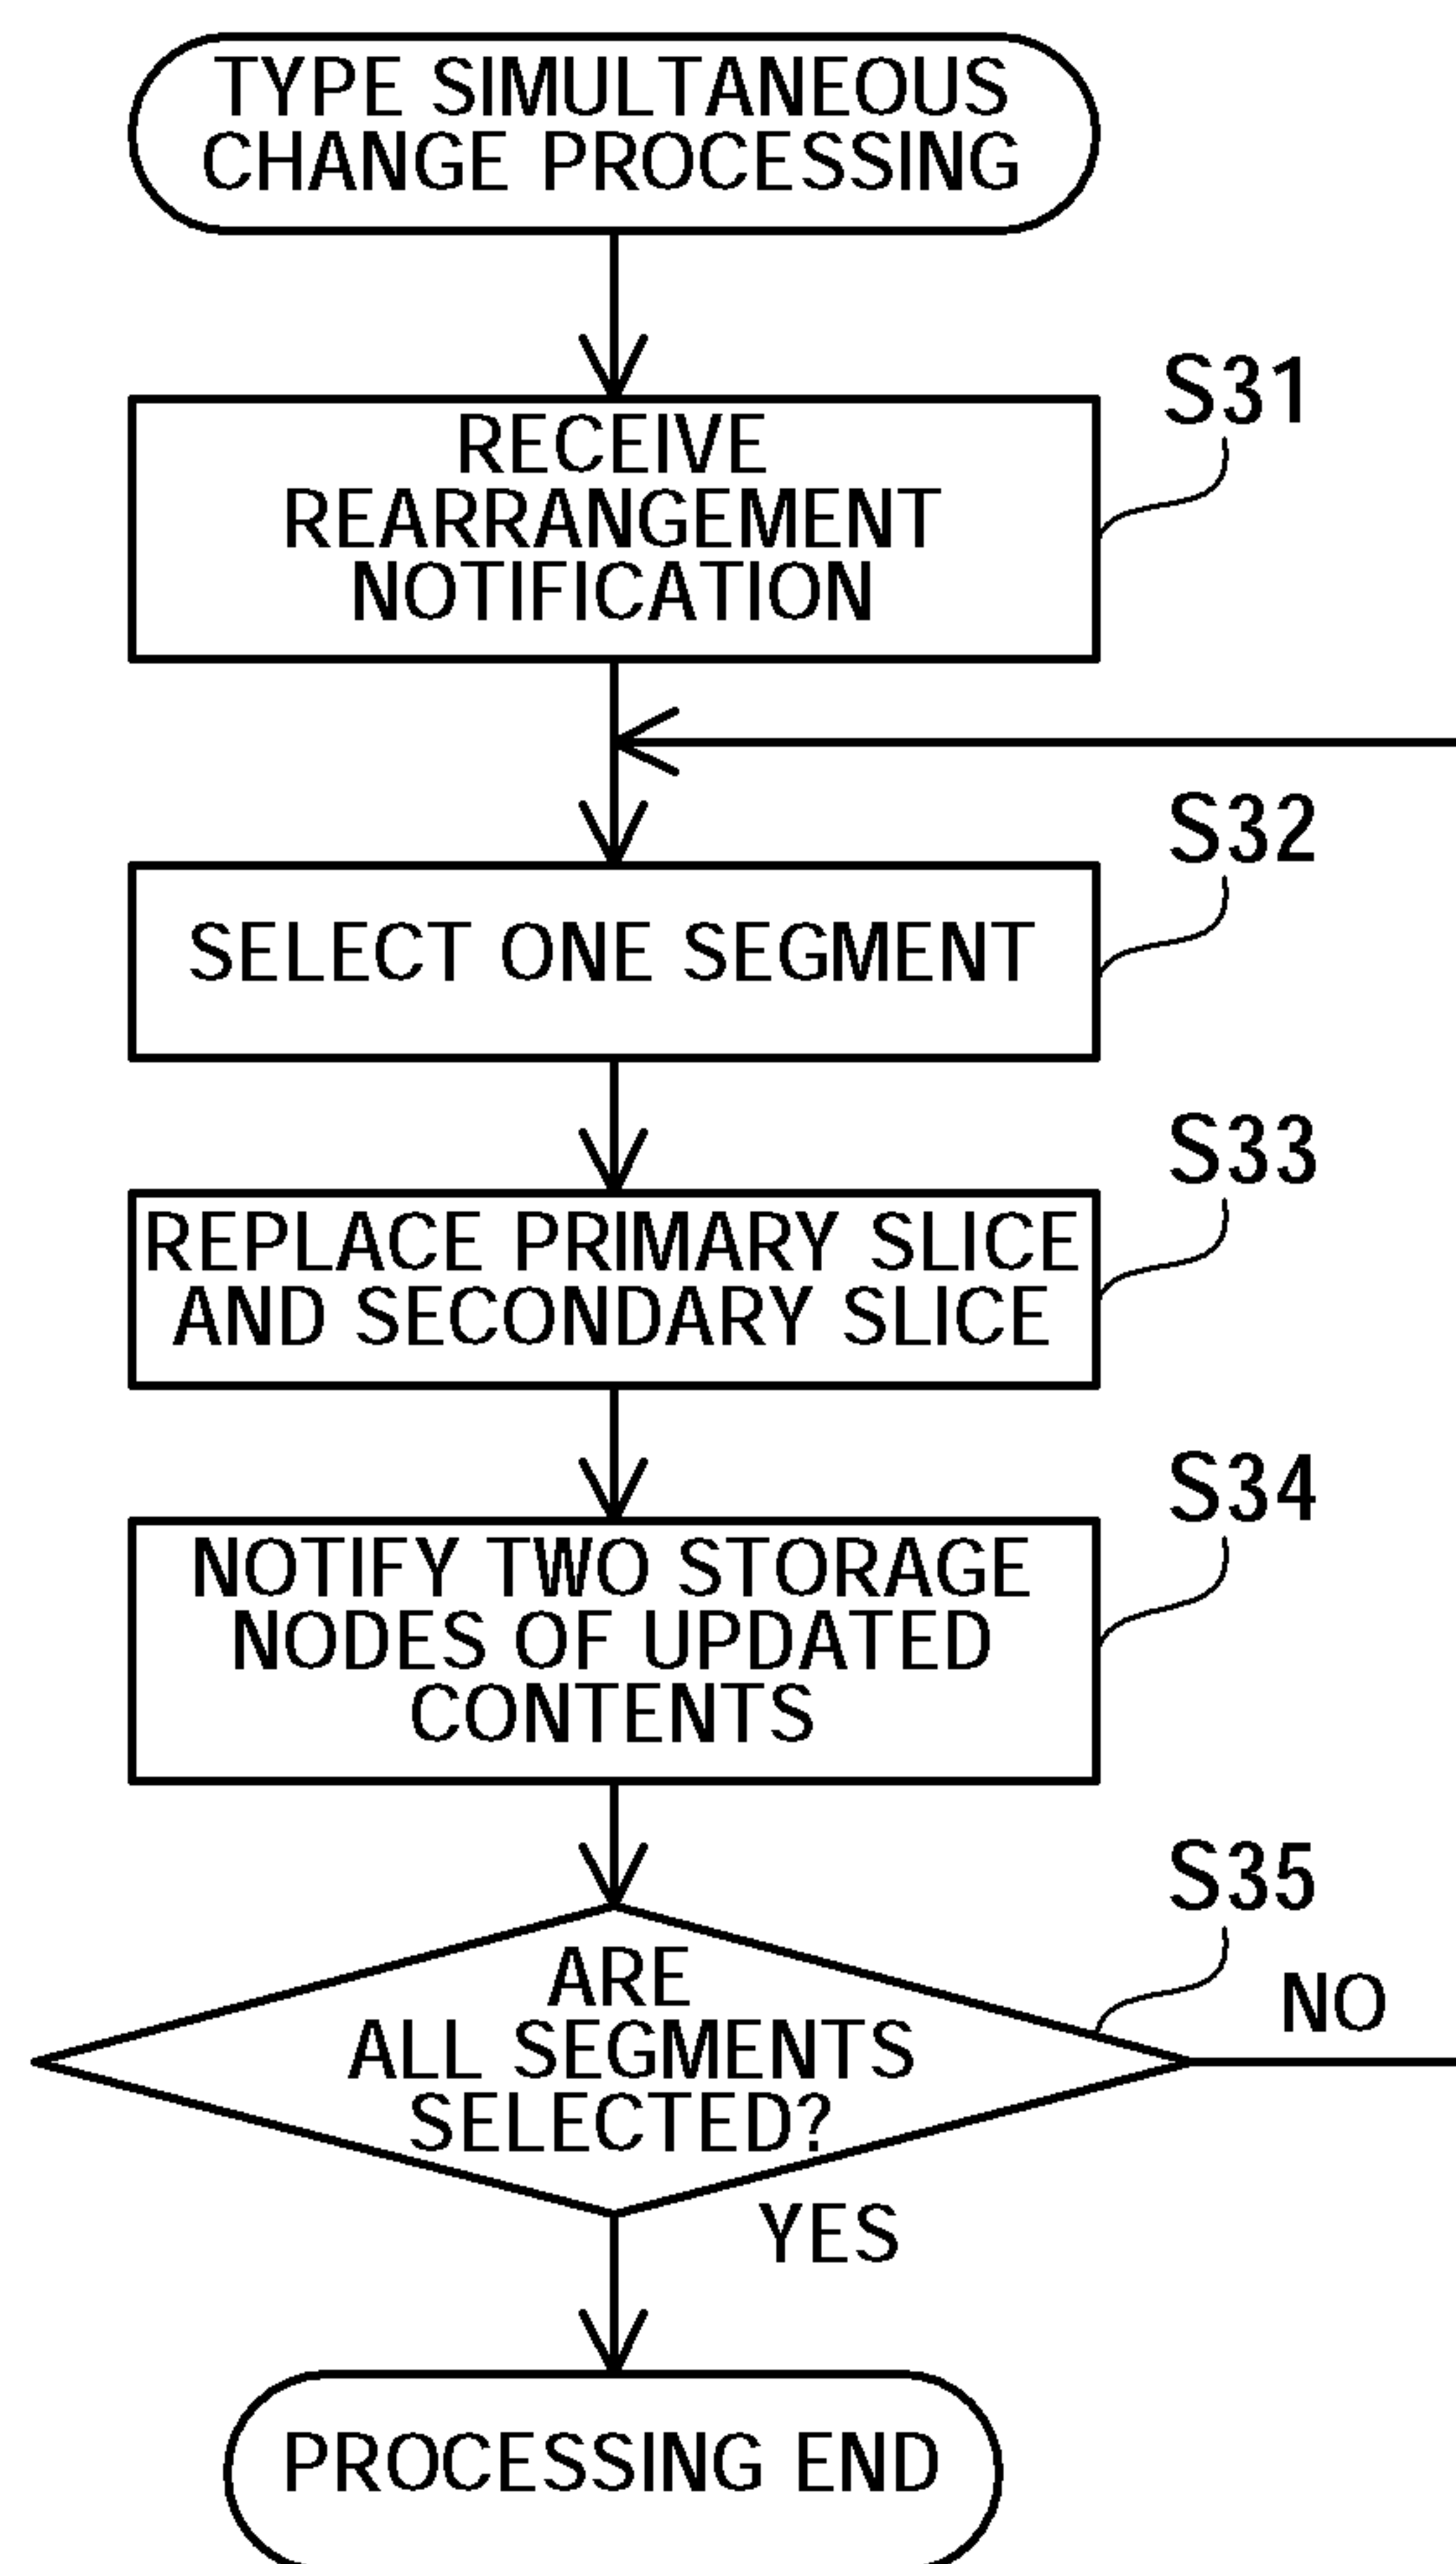 TYPE SIMULTANEOUS
CHANGE PROCESSING
S31
RECEIVE
REARRANGEMENT
NOTIFICATION
S32
SELECT ONE SEGMENT
S33
REPLACE PRIMARY SLICE
AND SECONDARY SLICE
S34
NOTIFY TWO STORAGE
NODES OF UPDATED
CONTENTS
S35
ARE
ALL SEGMENTS
SELECTED?
NO
YES
PROCESSING END